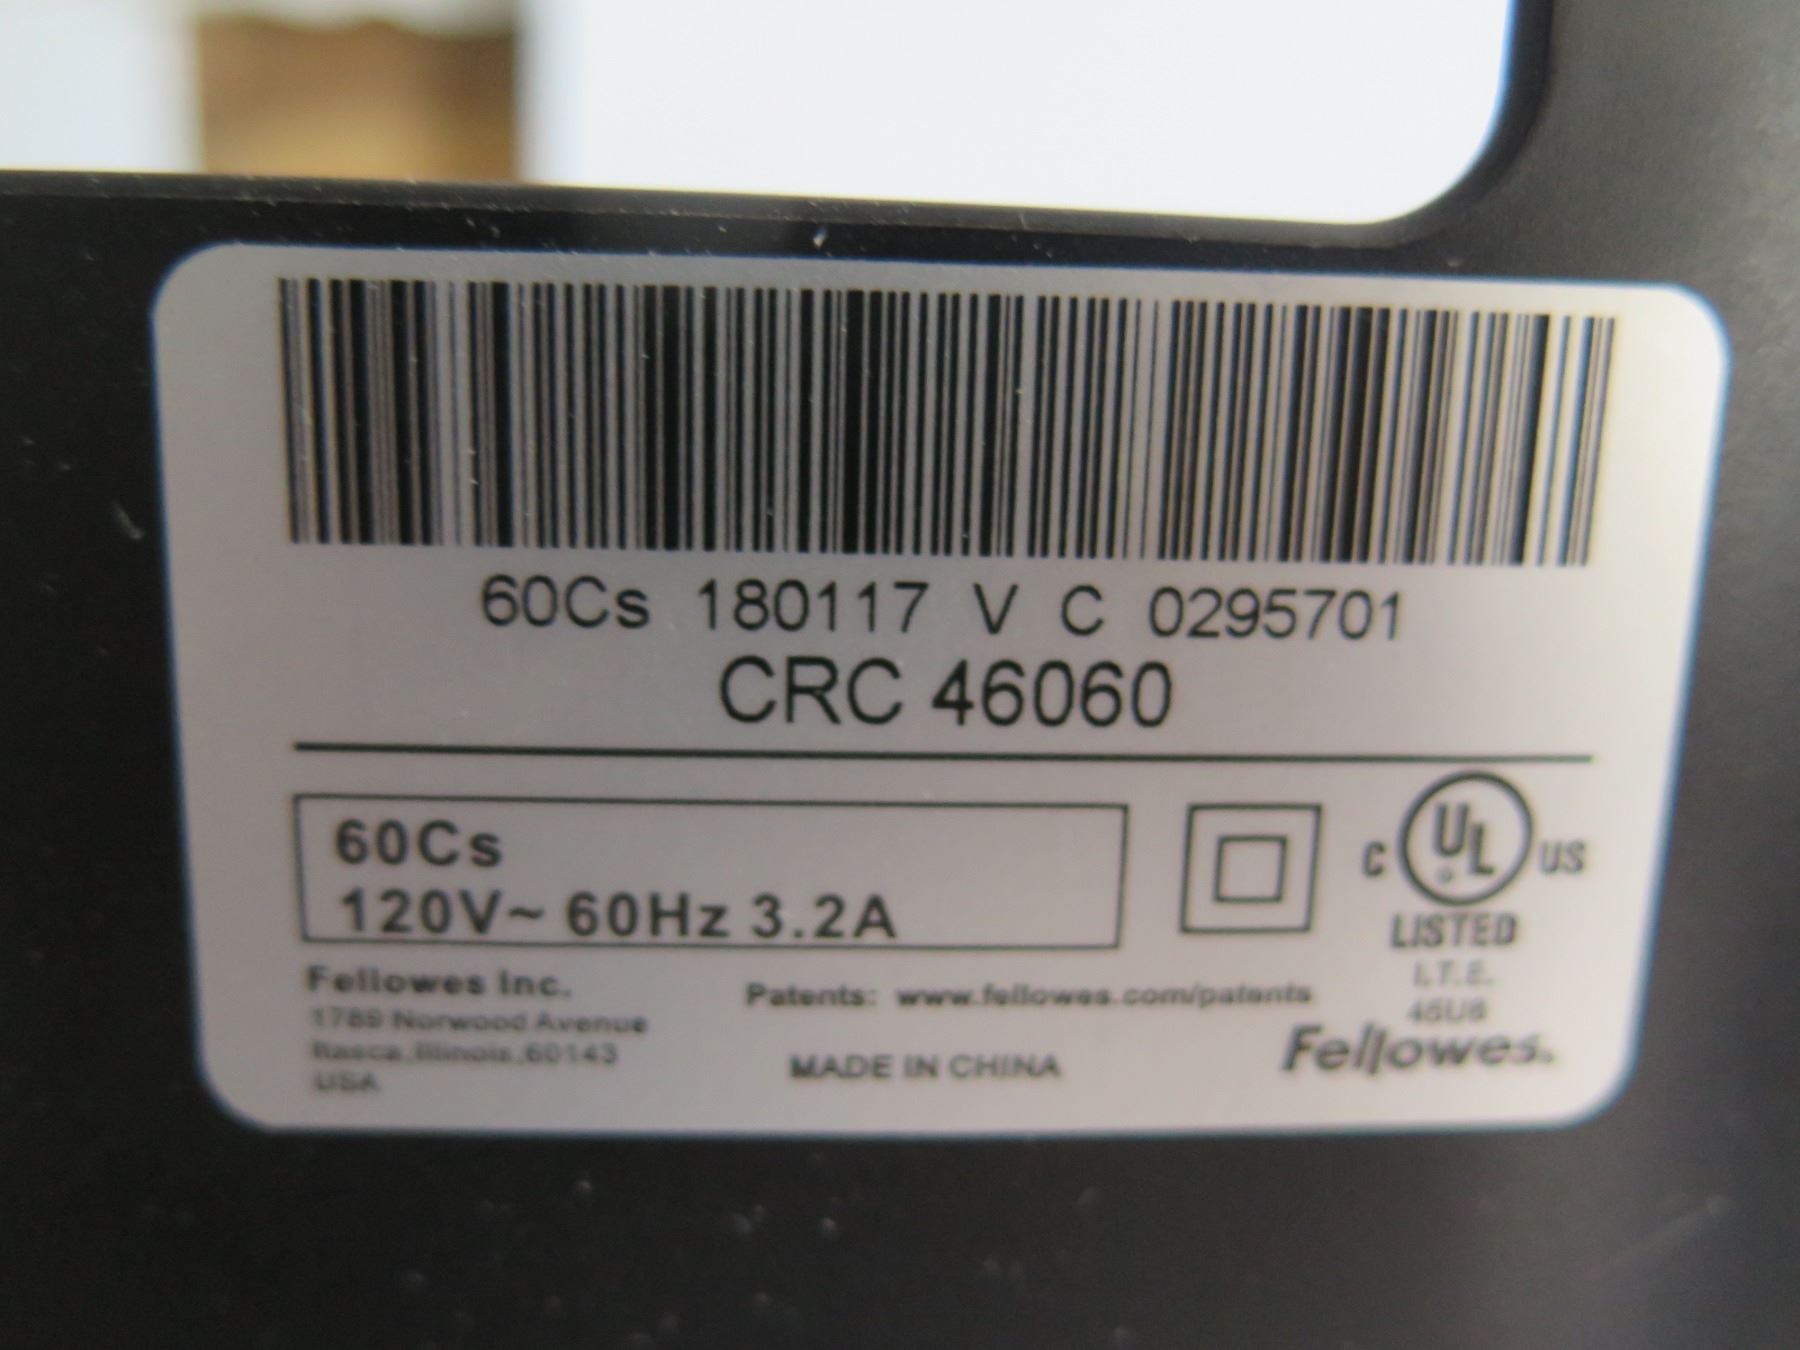 60Cs 180117 V C 0295701
CRC 46060
60Cs
120V~ 60Hz 3.2A
C UL US
LISTED
I.T.E.
45U6
Fellowes Inc.
1789 Norwood Avenue
Itasca, Illinois, 60143
USA
Patents: www.fellowes.com/patents
MADE IN CHINA
Fellowes.